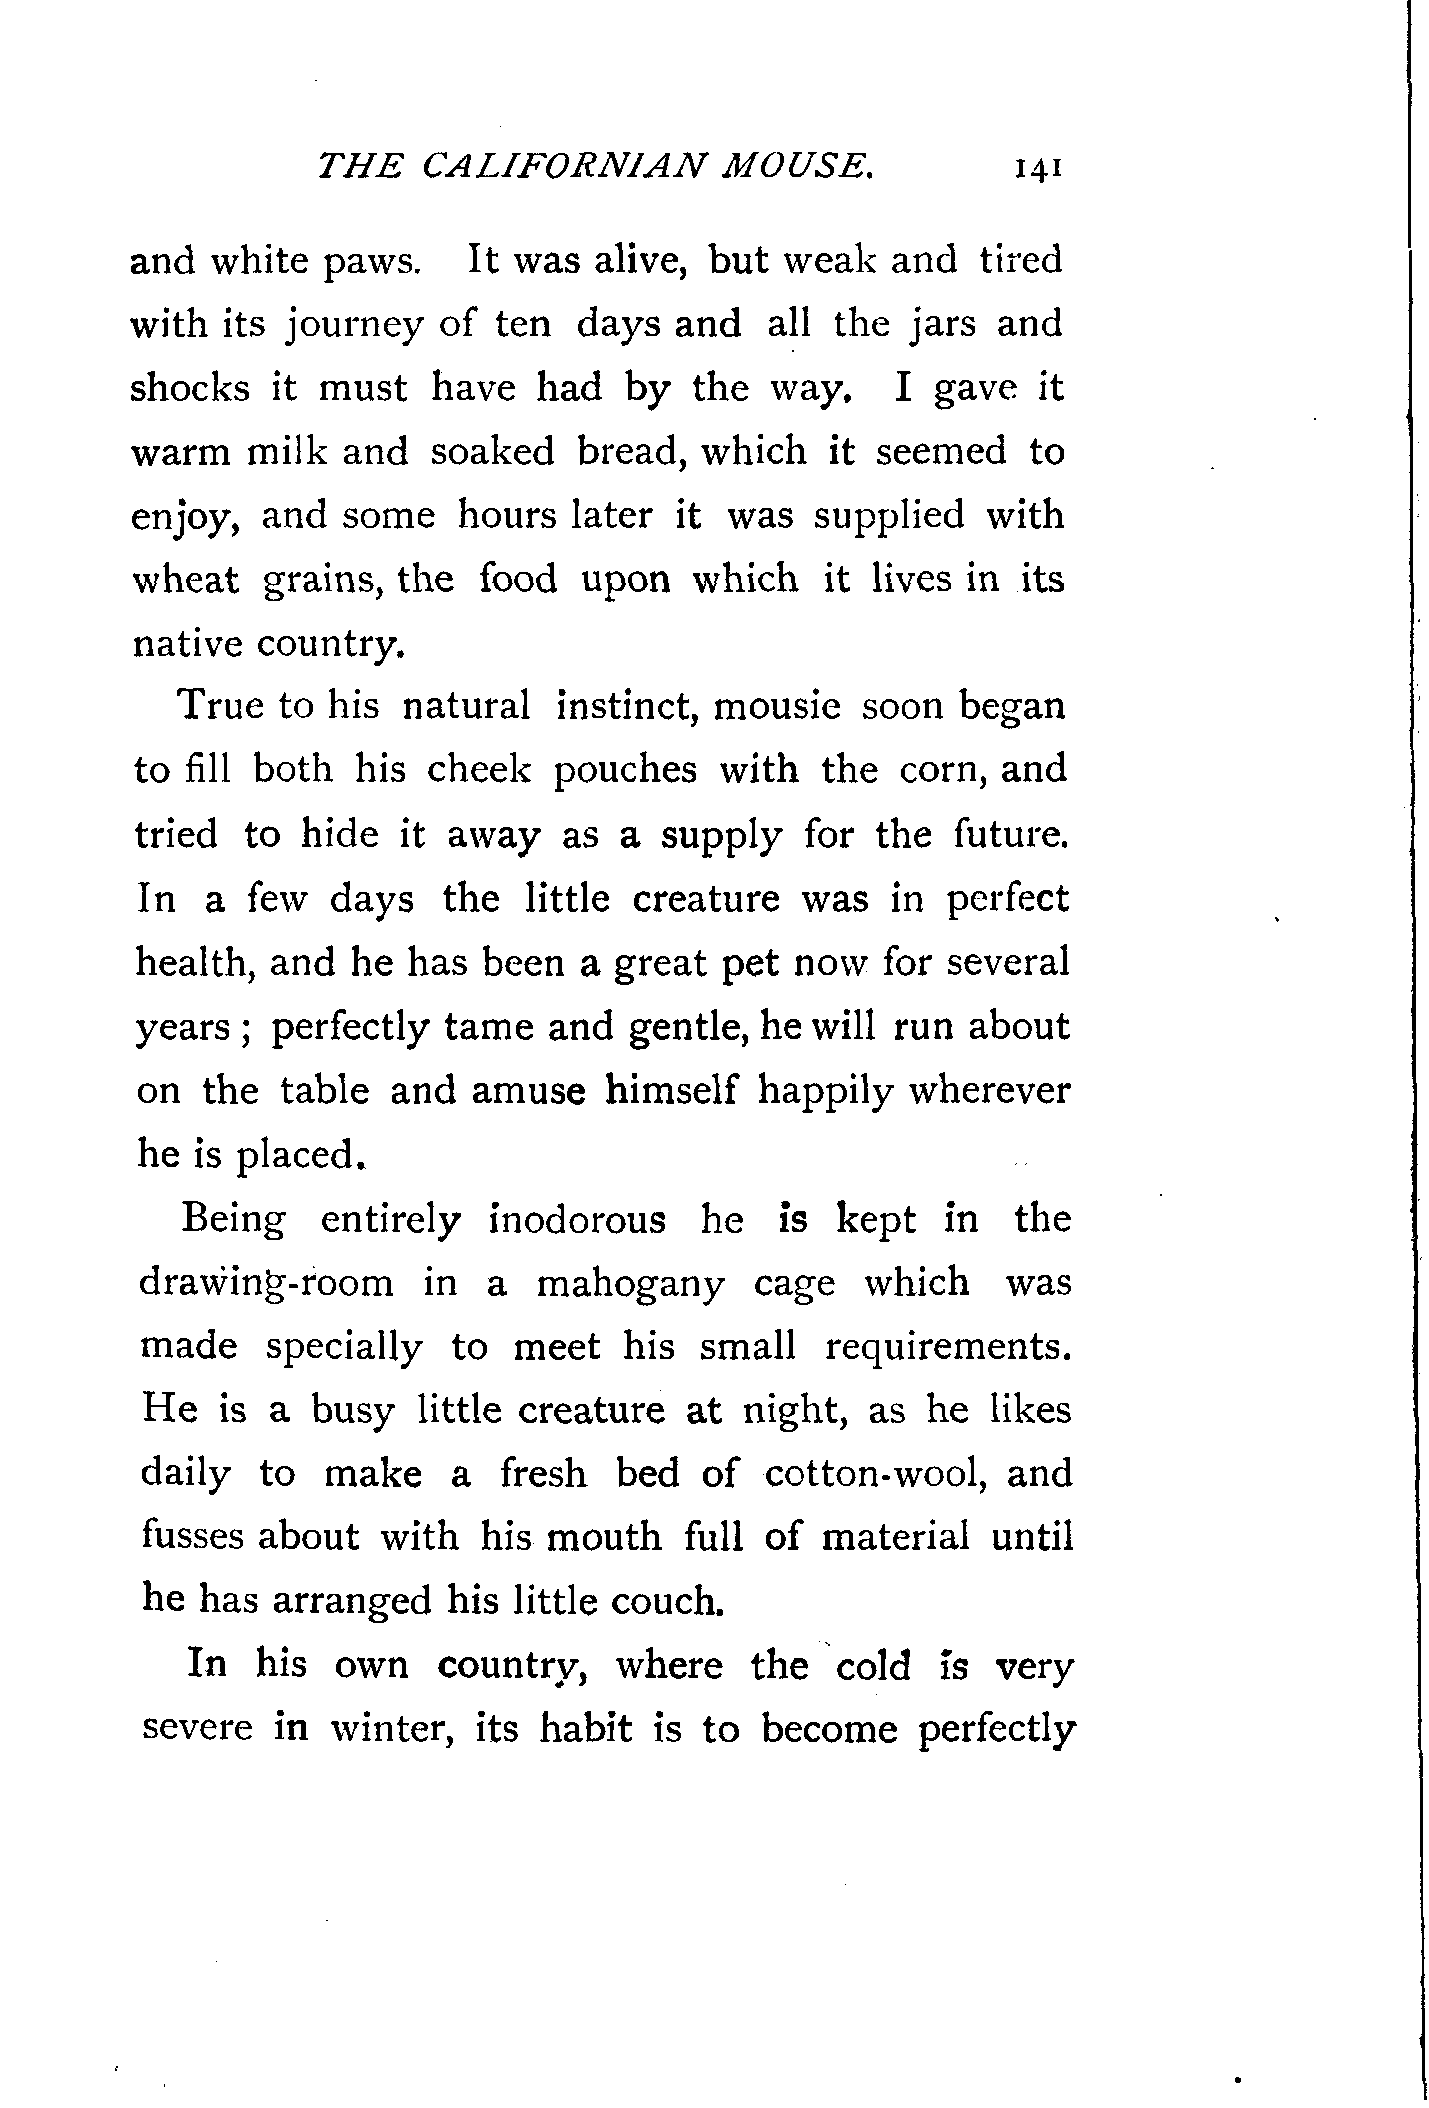 THE CALIFORNIAN MOUSE. 141
and white paws. It was alive, but weak and tired
with its journey of ten days and all the jars and
shocks it must have had by the way. I gave it
warm milk and soaked bread, which it seemed to
enjoy, and some hours later it was supplied with
wheat grains, the food upon which it lives in its
native country.
True to his natural instinct, mousie soon began
to fill both his cheek pouches with the corn, and
tried to hide it away as a supply for the future.
In a few days the little creature was in perfect
health, and he has been a great pet now for several
years ; perfectly tame and gentle, he will run about
on the table and amuse himself happily wherever
he is placed.
Being entirely inodorous he is kept in the
drawing-room in a mahogany cage which was
made specially to meet his small requirements.
He is a busy little creature at night, as he likes
daily to make a fresh bed of cotton-wool, and
fusses about with his mouth full of material until
he has arranged his little couch.
In his own country, where the cold is very
severe in winter, its habit is to become perfectly